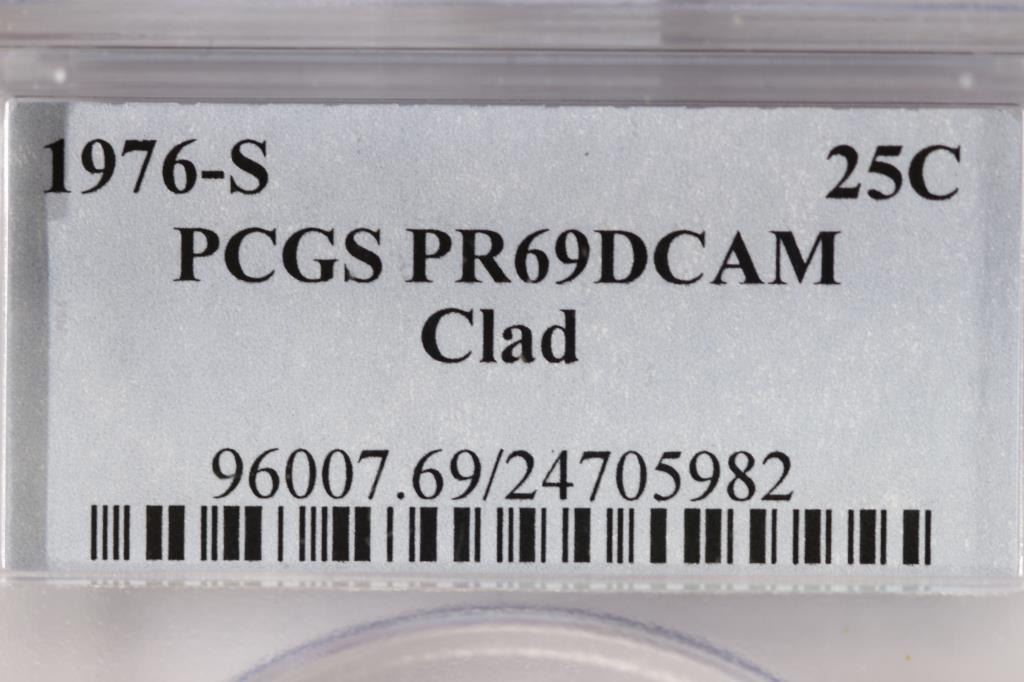 1976-S 25C
PCGS PR69DCAM
Clad
96007.69/24705982